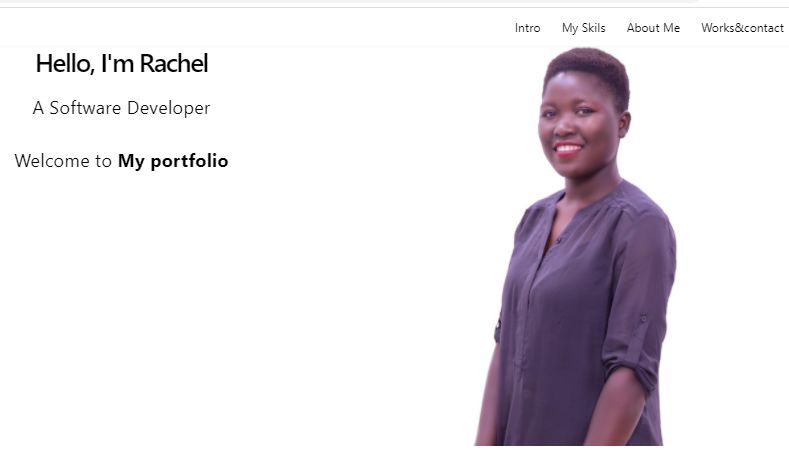 Intro My Skils About Me Works&contact
Hello, I'm Rachel
A Software Developer
Welcome to My portfolio